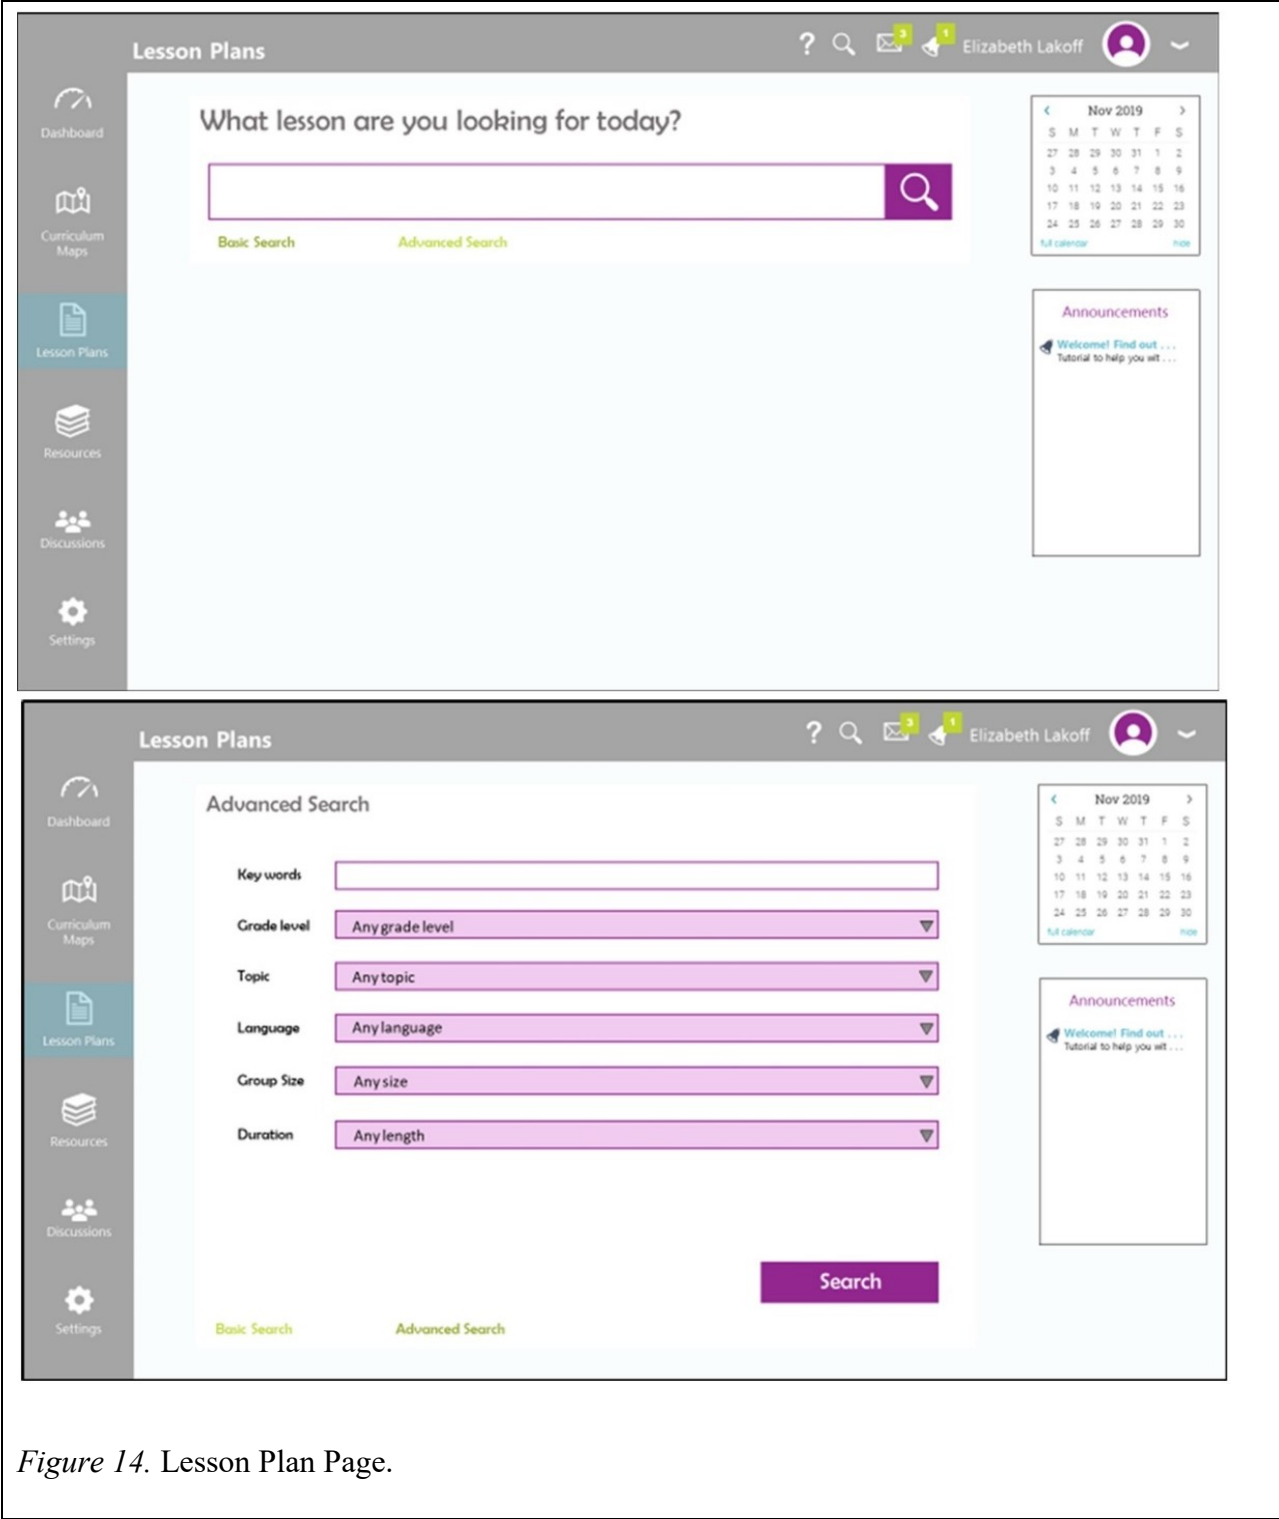 Lesson Plans
? 3 1 Elizabeth Lakoff
Dashboard
Curriculum
Maps
Lesson Plans
Resources
Discussions
Settings
What lesson are you looking for today?
Basic Search Advanced Search
< Nov 2019 >
S M T W T F S
27 28 29 30 31 1 2
3 4 5 6 7 8 9
10 11 12 13 14 15 16
17 18 19 20 21 22 23
24 25 26 27 28 29 30
full calendar hide
Announcements
Welcome! Find out . . .
Tutorial to help you wit . . .
Lesson Plans
? 3 1 Elizabeth Lakoff
Dashboard
Curriculum
Maps
Lesson Plans
Resources
Discussions
Settings
Advanced Search
Key words
Grade level Any grade level
Topic Any topic
Language Any language
Group Size Any size
Duration Any length
Search
Basic Search Advanced Search
< Nov 2019 >
S M T W T F S
27 28 29 30 31 1 2
3 4 5 6 7 8 9
10 11 12 13 14 15 16
17 18 19 20 21 22 23
24 25 26 27 28 29 30
full calendar hide
Announcements
Welcome! Find out . . .
Tutorial to help you wit . . .
Figure 14. Lesson Plan Page.